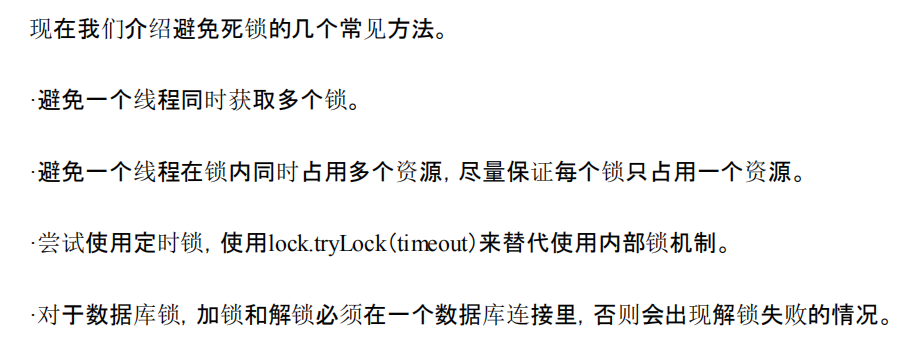 现在我们介绍避免死锁的几个常见方法。
·避免一个线程同时获取多个锁。
·避免一个线程在锁内同时占用多个资源，尽量保证每个锁只占用一个资源。
·尝试使用定时锁，使用lock.tryLock（timeout）来替代使用内部锁机制。
·对于数据库锁，加锁和解锁必须在一个数据库连接里，否则会出现解锁失败的情况。